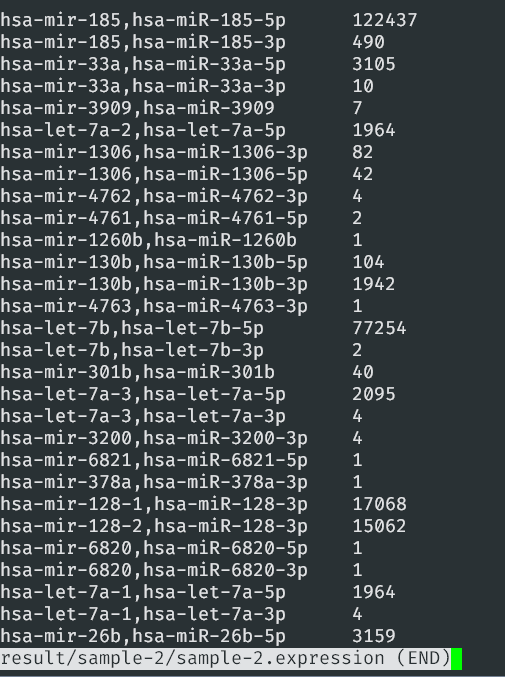 hsa-mir-185,hsa-miR-185-5p 122437
hsa-mir-185,hsa-miR-185-3p 490
hsa-mir-33a,hsa-miR-33a-5p 3105
hsa-mir-33a,hsa-miR-33a-3p 10
hsa-mir-3909,hsa-miR-3909 7
hsa-let-7a-2,hsa-let-7a-5p 1964
hsa-mir-1306,hsa-miR-1306-3p 82
hsa-mir-1306,hsa-miR-1306-5p 42
hsa-mir-4762,hsa-miR-4762-3p 4
hsa-mir-4761,hsa-miR-4761-5p 2
hsa-mir-1260b,hsa-miR-1260b 1
hsa-mir-130b,hsa-miR-130b-5p 104
hsa-mir-130b,hsa-miR-130b-3p 1942
hsa-mir-4763,hsa-miR-4763-3p 1
hsa-let-7b,hsa-let-7b-5p 77254
hsa-let-7b,hsa-let-7b-3p 2
hsa-mir-301b,hsa-miR-301b 40
hsa-let-7a-3,hsa-let-7a-5p 2095
hsa-let-7a-3,hsa-let-7a-3p 4
hsa-mir-3200,hsa-miR-3200-3p 4
hsa-mir-6821,hsa-miR-6821-5p 1
hsa-mir-378a,hsa-miR-378a-3p 1
hsa-mir-128-1,hsa-miR-128-3p 17068
hsa-mir-128-2,hsa-miR-128-3p 15062
hsa-mir-6820,hsa-miR-6820-5p 1
hsa-mir-6820,hsa-miR-6820-3p 1
hsa-let-7a-1,hsa-let-7a-5p 1964
hsa-let-7a-1,hsa-let-7a-3p 4
hsa-mir-26b,hsa-miR-26b-5p 3159
result/sample-2/sample-2.expression (END)